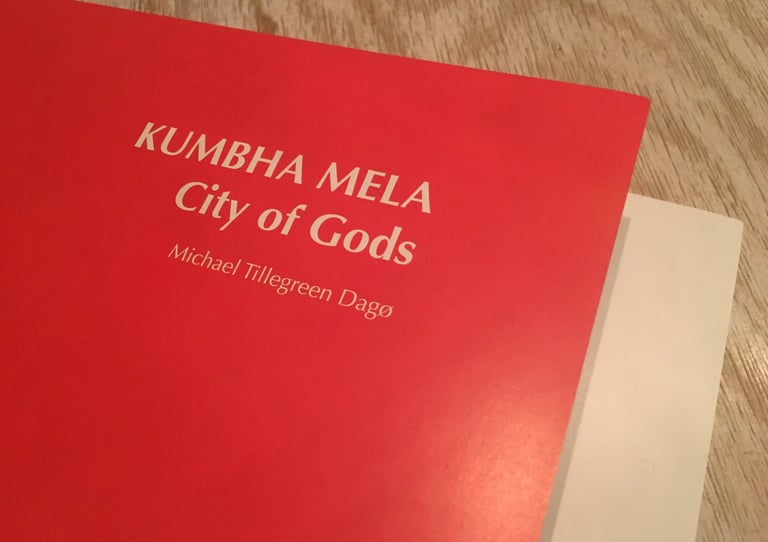 KUMBHA MELA
City of Gods
Michael Tillegreen Dagø